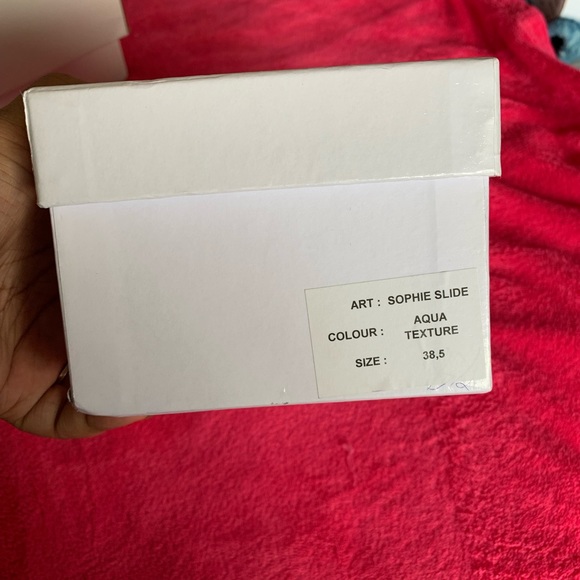 ART : SOPHIE SLIDE
COLOUR : AQUA TEXTURE
SIZE : 38,5